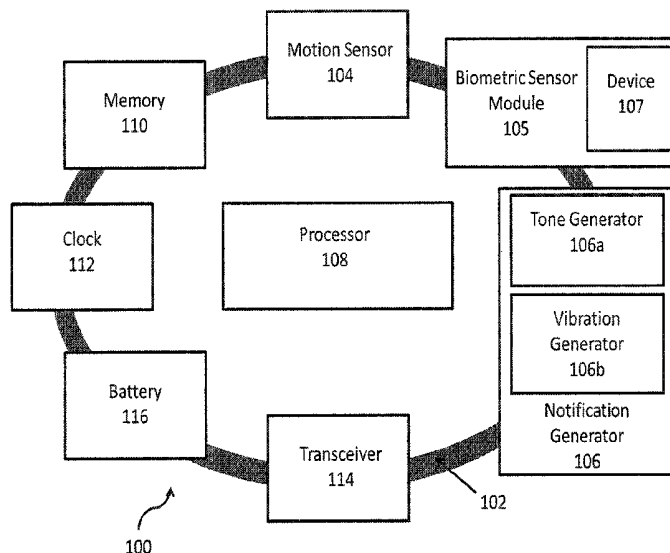 Motion Sensor
104
Biometric Sensor
Module
105
Device
107
Memory
110
Tone Generator
106a
Clock
112
Processor
108
Vibration
Generator
106b
Battery
116
Notification
Generator
106
Transceiver
114
102
100